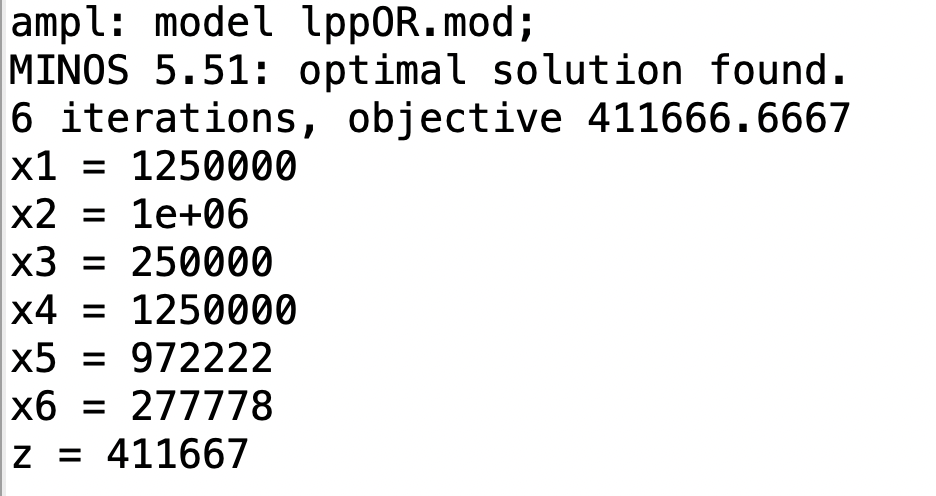 ampl: model lppOR.mod;
MINOS 5.51: optimal solution found.
6 iterations, objective 411666.6667
x1 = 1250000
x2 = 1e+06
x3 = 250000
x4 = 1250000
x5 = 972222
x6 = 277778
z = 411667